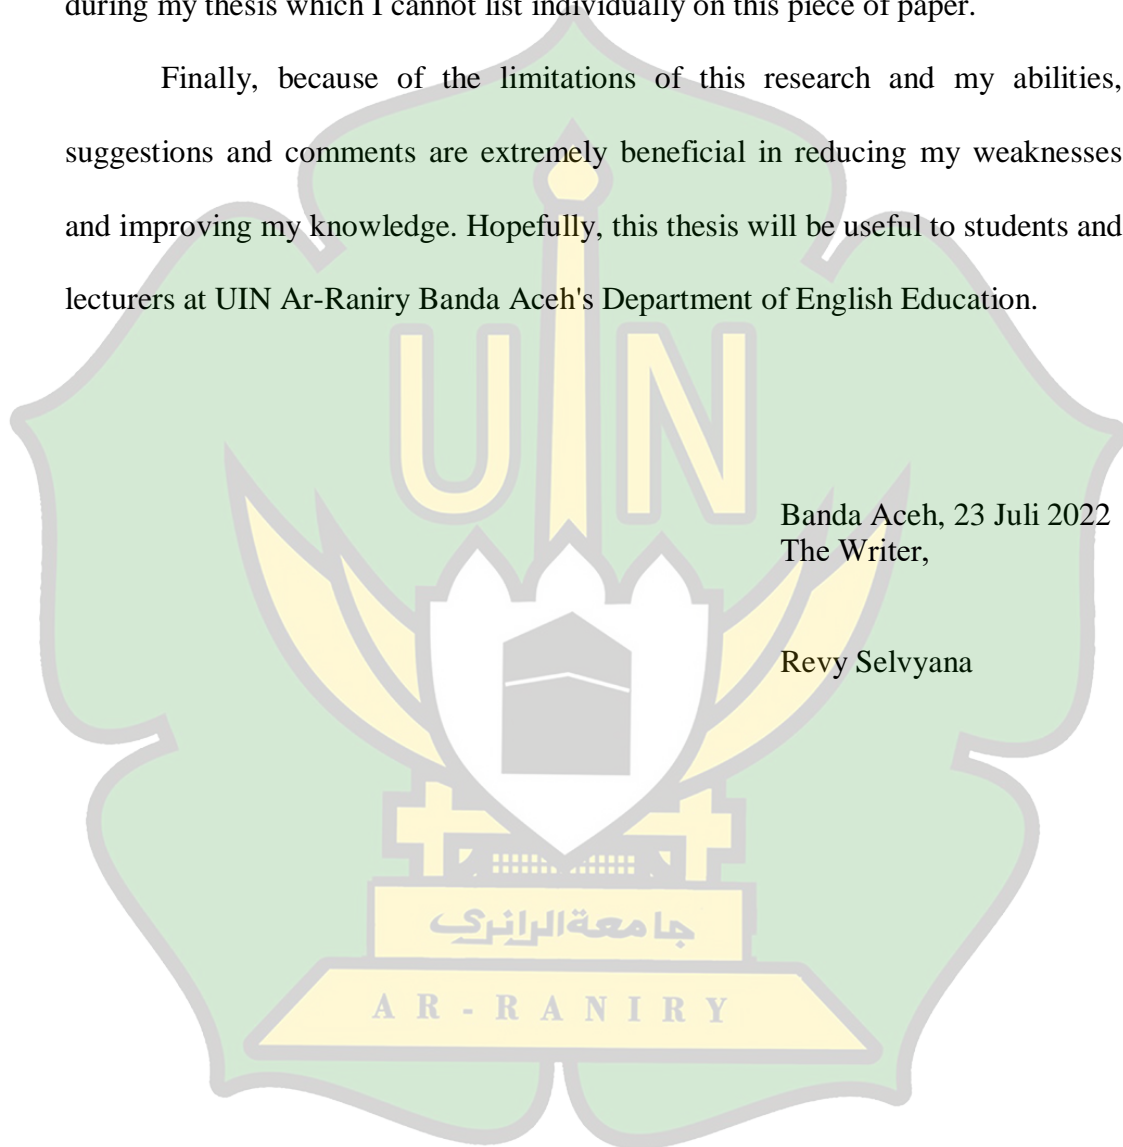 during my thesis which I cannot list individually on this piece of paper.
Finally, because of the limitations of this research and my abilities,
suggestions and comments are extremely beneficial in reducing my weaknesses
and improving my knowledge. Hopefully, this thesis will be useful to students and
lecturers at UIN Ar-Raniry Banda Aceh's Department of English Education.
UIN
Banda Aceh, 23 Juli 2022
The Writer,
Revy Selvyana
جامعةالرانري
AR-RANIRY